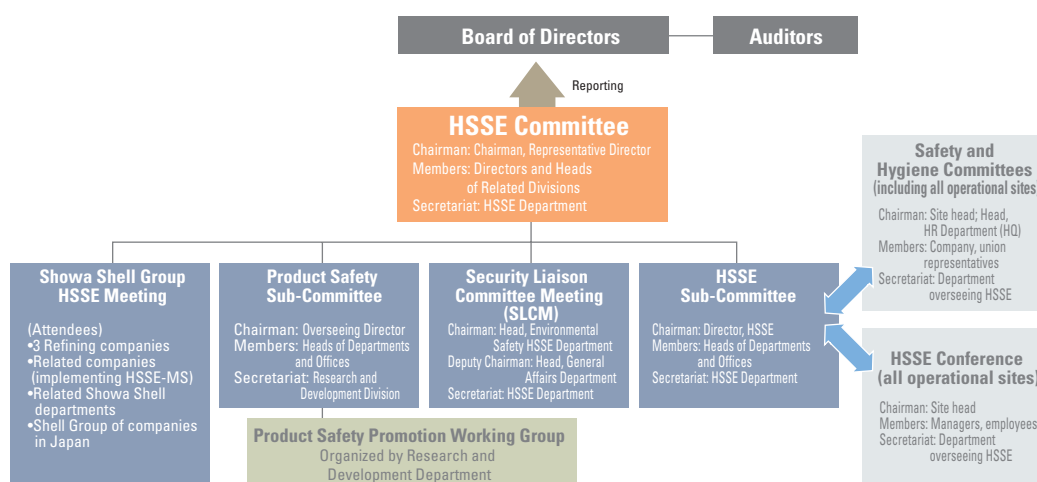 Board of Directors
Auditors
Reporting
HSSE Committee
Chairman: Chairman, Representative Director
Members: Directors and Heads
of Related Divisions
Secretariat: HSSE Department
Safety and
Hygiene Committees
(including all operational sites)
Chairman: Site head; Head,
HR Department (HQ)
Members: Company, union
representatives
Secretariat: Department
overseeing HSSE
Showa Shell Group
HSSE Meeting
(Attendees)
•3 Refining companies
•Related companies
(implementing HSSE-MS)
•Related Showa Shell
departments
•Shell Group of companies
in Japan
Product Safety
Sub-Committee
Chairman: Overseeing Director
Members: Heads of Departments
and Offices
Secretariat: Research and
Development Division
Security Liaison
Committee Meeting
(SLCM)
Chairman: Head, Environmental
Safety HSSE Department
Deputy Chairman: Head, General
Affairs Department
Secretariat: HSSE Department
HSSE
Sub-Committee
Chairman: Director, HSSE
Members: Heads of Departments
and Offices
Secretariat: HSSE Department
HSSE Conference
(all operational sites)
Chairman: Site head
Members: Managers, employees
Secretariat: Department
overseeing HSSE
Product Safety Promotion Working Group
Organized by Research and
Development Department